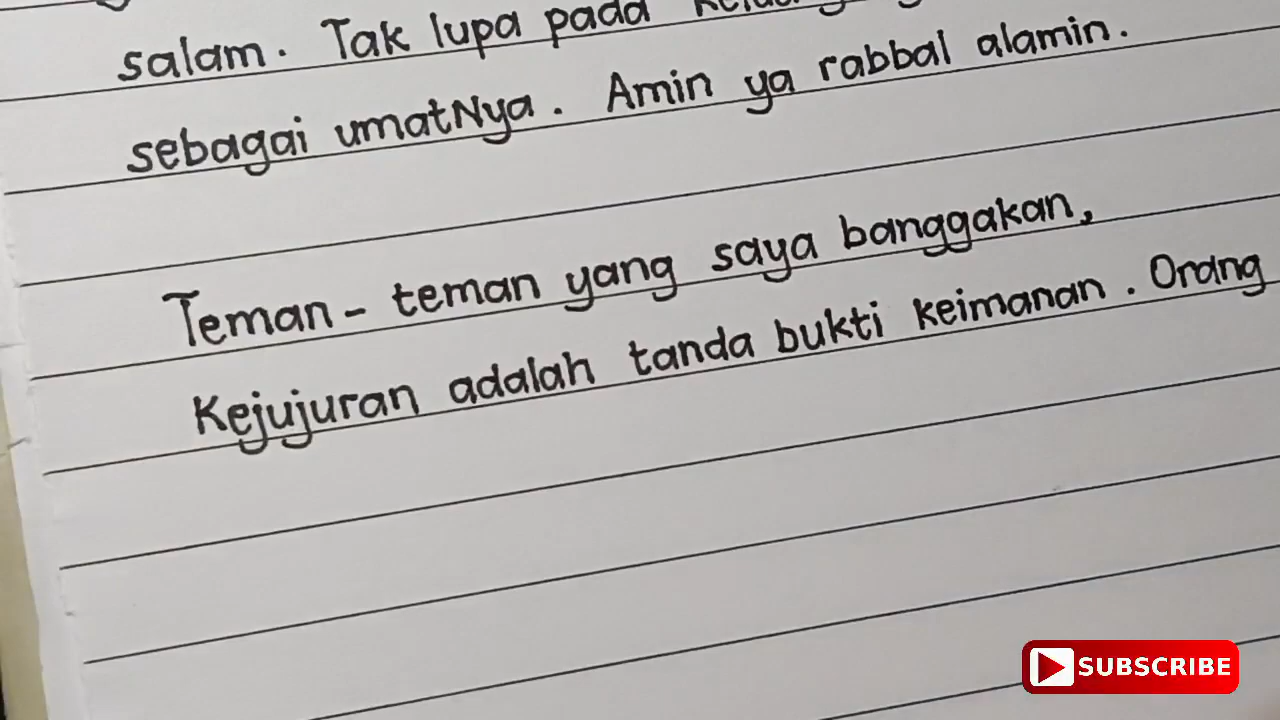 salam. Tak lupa pada
sebagai umatNya. Amin ya rabbal alamin.
Teman-teman yang saya banggakan,
Kejujuran adalah tanda bukti keimanan. Orang
SUBSCRIBE